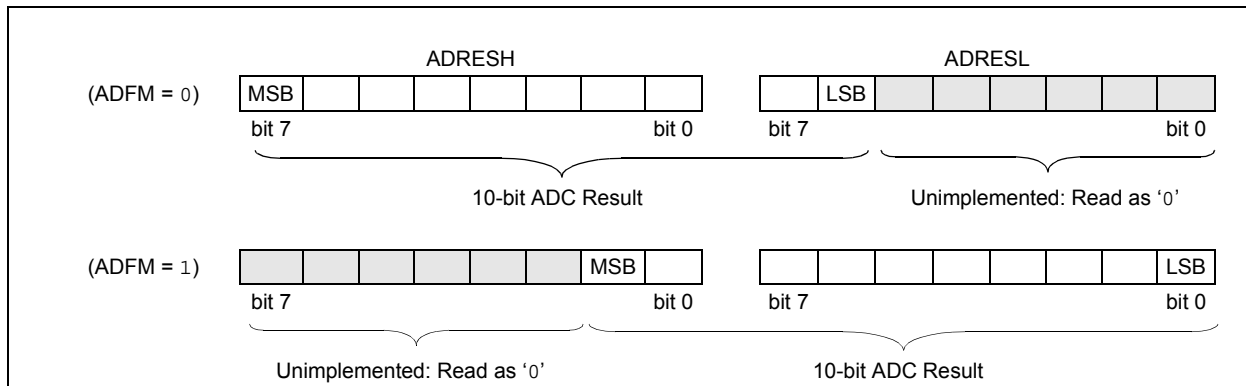 ADRESH ADRESL
(ADFM = 0) MSB LSB
bit 7 bit 0 bit 7 bit 0
10-bit ADC Result Unimplemented: Read as ‘0’
(ADFM = 1) MSB LSB
bit 7 bit 0 bit 7 bit 0
Unimplemented: Read as ‘0’ 10-bit ADC Result